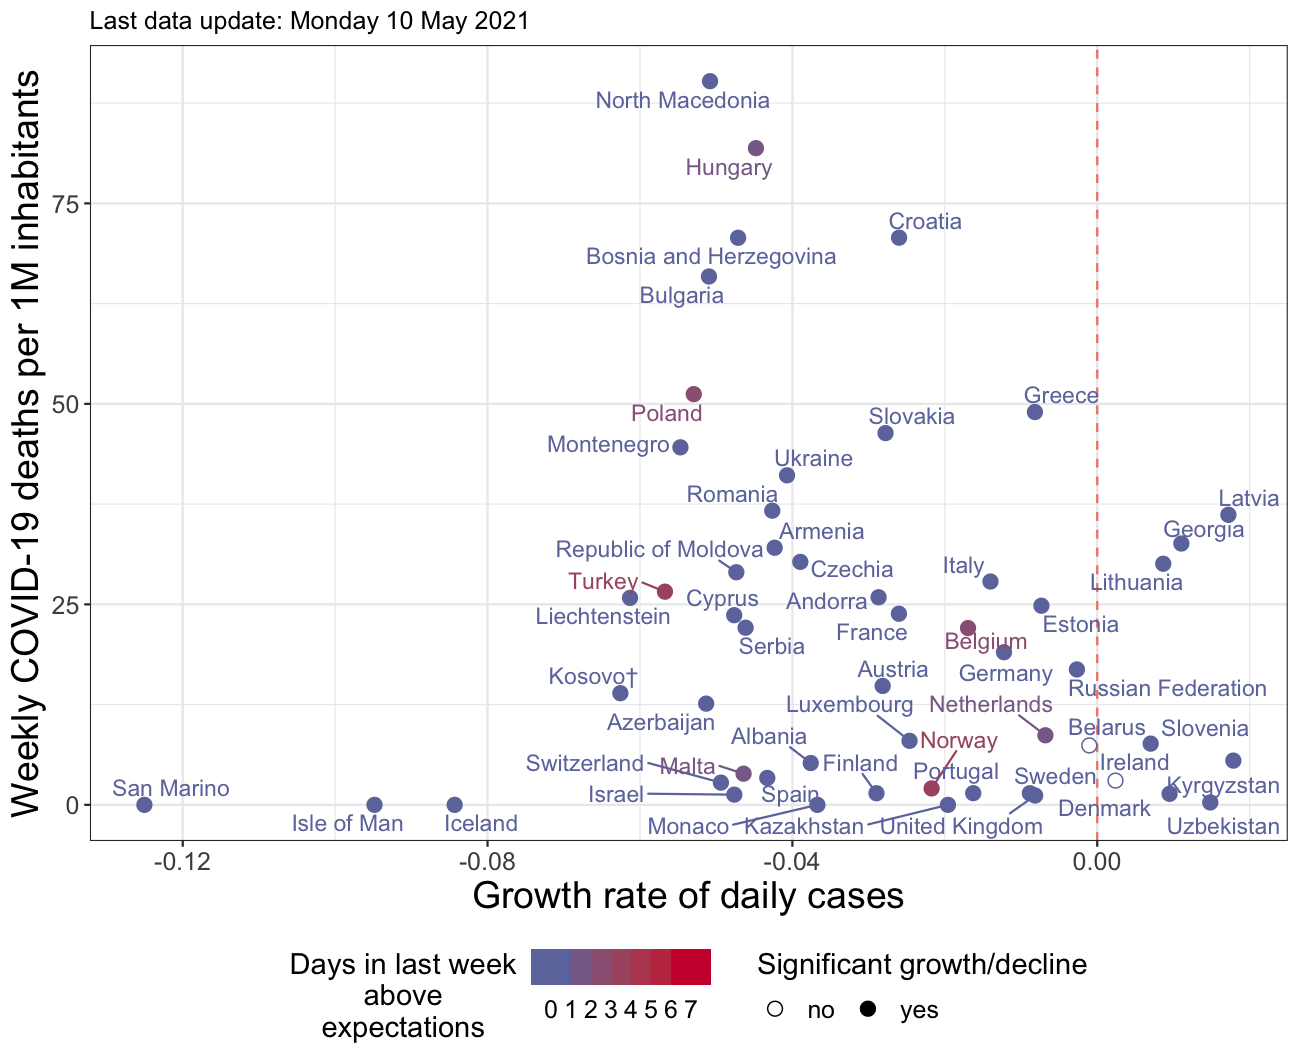 Last data update: Monday 10 May 2021
Weekly COVID-19 deaths per 1M inhabitants
75
50
25
0
North Macedonia
Hungary
Croatia
Bosnia and Herzegovina
Bulgaria
Greece
Poland
Slovakia
Montenegro
Ukraine
Romania
Latvia
Armenia
Georgia
Republic of Moldova
Czechia
Italy
Turkey
Lithuania
Cyprus
Andorra
Liechtenstein
Estonia
France
Belgium
Serbia
Austria
Germany
Kosovo†
Russian Federation
Luxembourg
Netherlands
Azerbaijan
Belarus
Slovenia
Albania
Norway
Switzerland
Malta
Finland
Portugal
Ireland
Sweden
Kyrgyzstan
San Marino
Israel
Spain
Denmark
Isle of Man
Iceland
Monaco
Kazakhstan
United Kingdom
Uzbekistan
-0.12
-0.08
-0.04
0.00
Growth rate of daily cases
Days in last week
above
expectations
0 1 2 3 4 5 6 7
Significant growth/decline
no
yes